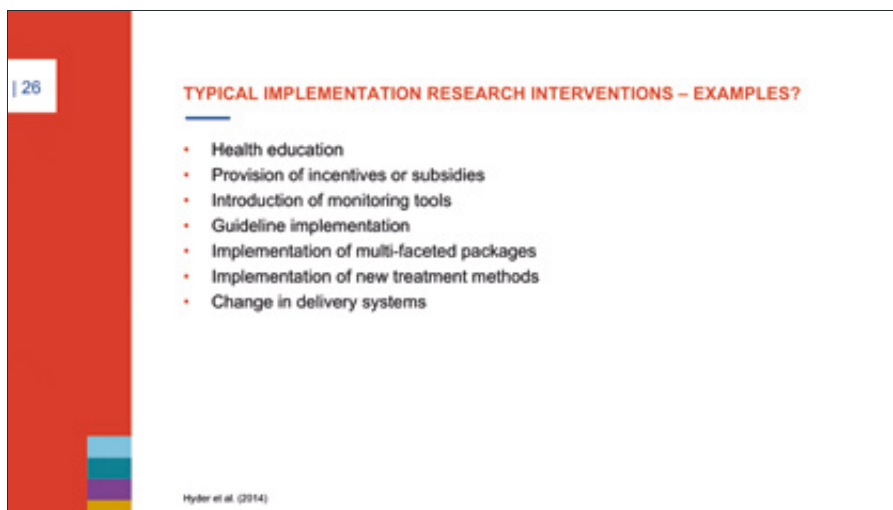 | 26
TYPICAL IMPLEMENTATION RESEARCH INTERVENTIONS – EXAMPLES?
• Health education
• Provision of incentives or subsidies
• Introduction of monitoring tools
• Guideline implementation
• Implementation of multi-faceted packages
• Implementation of new treatment methods
• Change in delivery systems
Hyder et al. (2014)